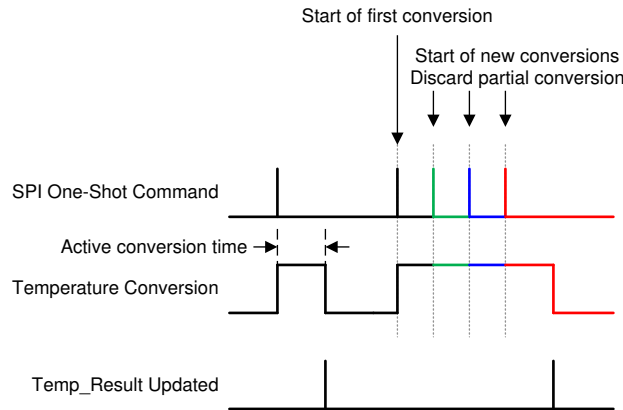 Start of first conversion
Start of new conversions
Discard partial conversion
SPI One-Shot Command
Active conversion time
Temperature Conversion
Temp_Result Updated